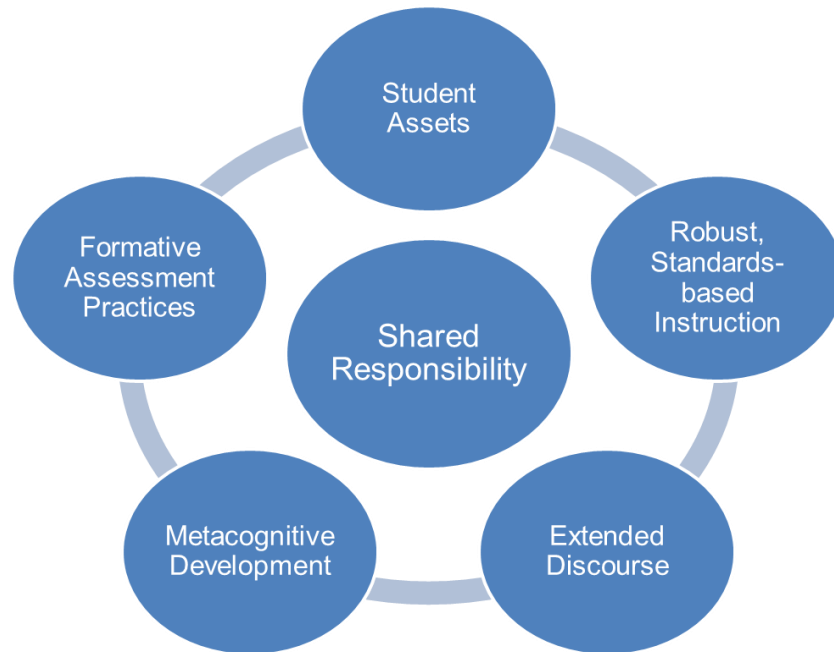 Student
Assets
Robust,
Standards-
based
Instruction
Extended
Discourse
Metacognitive
Development
Formative
Assessment
Practices
Shared
Responsibility